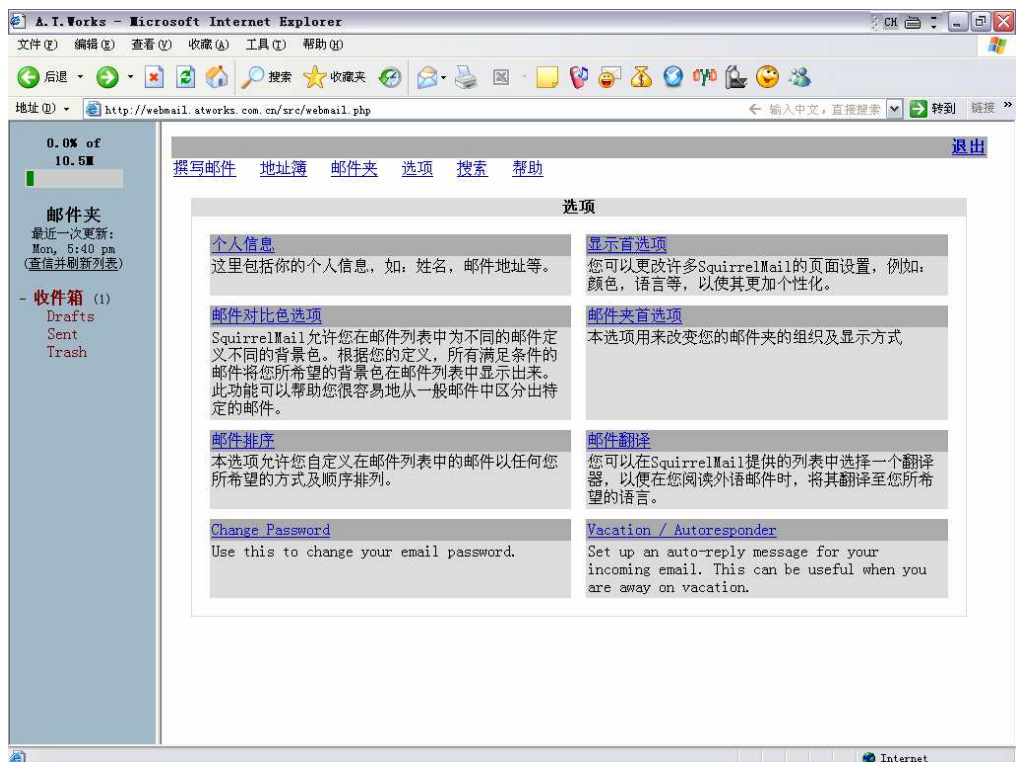 A.T.Works - Microsoft Internet Explorer
CH
文件(F) 编辑(E) 查看(V) 收藏(A) 工具(T) 帮助(H)
后退 搜索 收藏夹
地址(D) http://webmail.atworks.com.cn/src/webmail.php ← 输入中文，直接搜索 转到 链接 »
0.0% of
10.5M
邮件夹
最近一次更新:
Mon, 5:40 pm
(查信并刷新列表)
- 收件箱 (1)
Drafts
Sent
Trash
退出
撰写邮件 地址簿 邮件夹 选项 搜索 帮助
选项
个人信息
这里包括你的个人信息，如: 姓名，邮件地址等。
显示首选项
您可以更改许多SquirrelMail的页面设置，例如:
颜色，语言等，以使其更加个性化。
邮件对比色选项
SquirrelMail允许您在邮件列表中为不同的邮件定
义不同的背景色。根据您的定义，所有满足条件的
邮件将您所希望的背景色在邮件列表中显示出来。
此功能可以帮助您很容易地从一般邮件中区分出特
定的邮件。
邮件夹首选项
本选项用来改变您的邮件夹的组织及显示方式
邮件排序
本选项允许您自定义在邮件列表中的邮件以任何您
所希望的方式及顺序排列。
邮件翻译
您可以在SquirrelMail提供的列表中选择一个翻译
器，以便在您阅读外语邮件时，将其翻译至您所希
望的语言。
Change Password
Use this to change your email password.
Vacation / Autoresponder
Set up an auto-reply message for your
incoming email. This can be useful when you
are away on vacation.
Internet